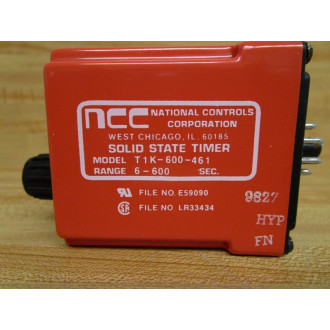 ncc NATIONAL CONTROLS
CORPORATION
WEST CHICAGO, IL. 60185
SOLID STATE TIMER
MODEL T1K-600-461
RANGE 6-600 SEC.
FILE NO. E59090
FILE NO. LR33434
9827
HYP
FN